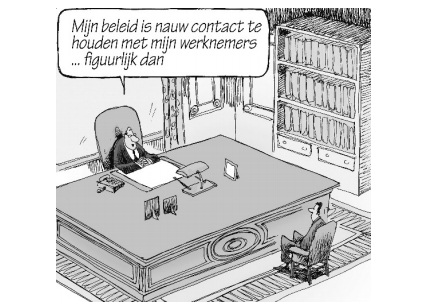 Mijn beleid is nauw contact te
houden met mijn werknemers
... figuurlijk dan